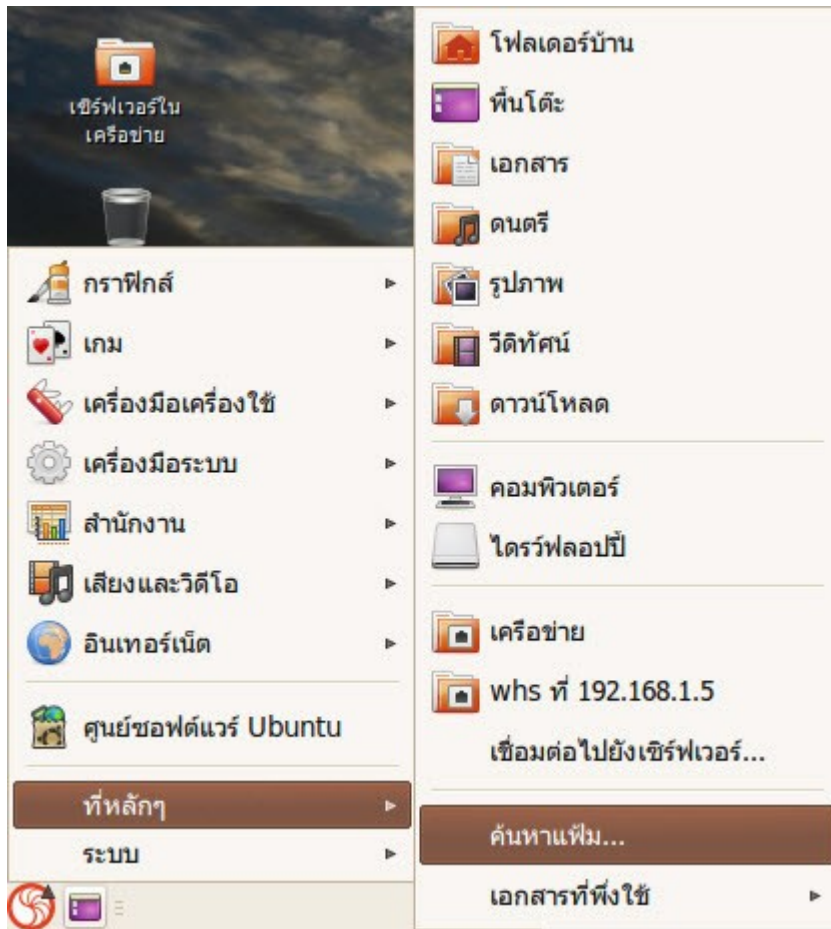 เซิร์ฟเวอร์ใน
เครือข่าย
กราฟิกส์
เกม
เครื่องมือเครื่องใช้
เครื่องมือระบบ
สำนักงาน
เสียงและวิดีโอ
อินเทอร์เน็ต
ศูนย์ซอฟต์แวร์ Ubuntu
ที่หลักๆ
ระบบ
โฟลเดอร์บ้าน
พื้นโต๊ะ
เอกสาร
ดนตรี
รูปภาพ
วีดิทัศน์
ดาวน์โหลด
คอมพิวเตอร์
ไดรว์ฟลอปปี้
เครือข่าย
whs ที่ 192.168.1.5
เชื่อมต่อไปยังเซิร์ฟเวอร์...
ค้นหาแฟ้ม...
เอกสารที่พึ่งใช้